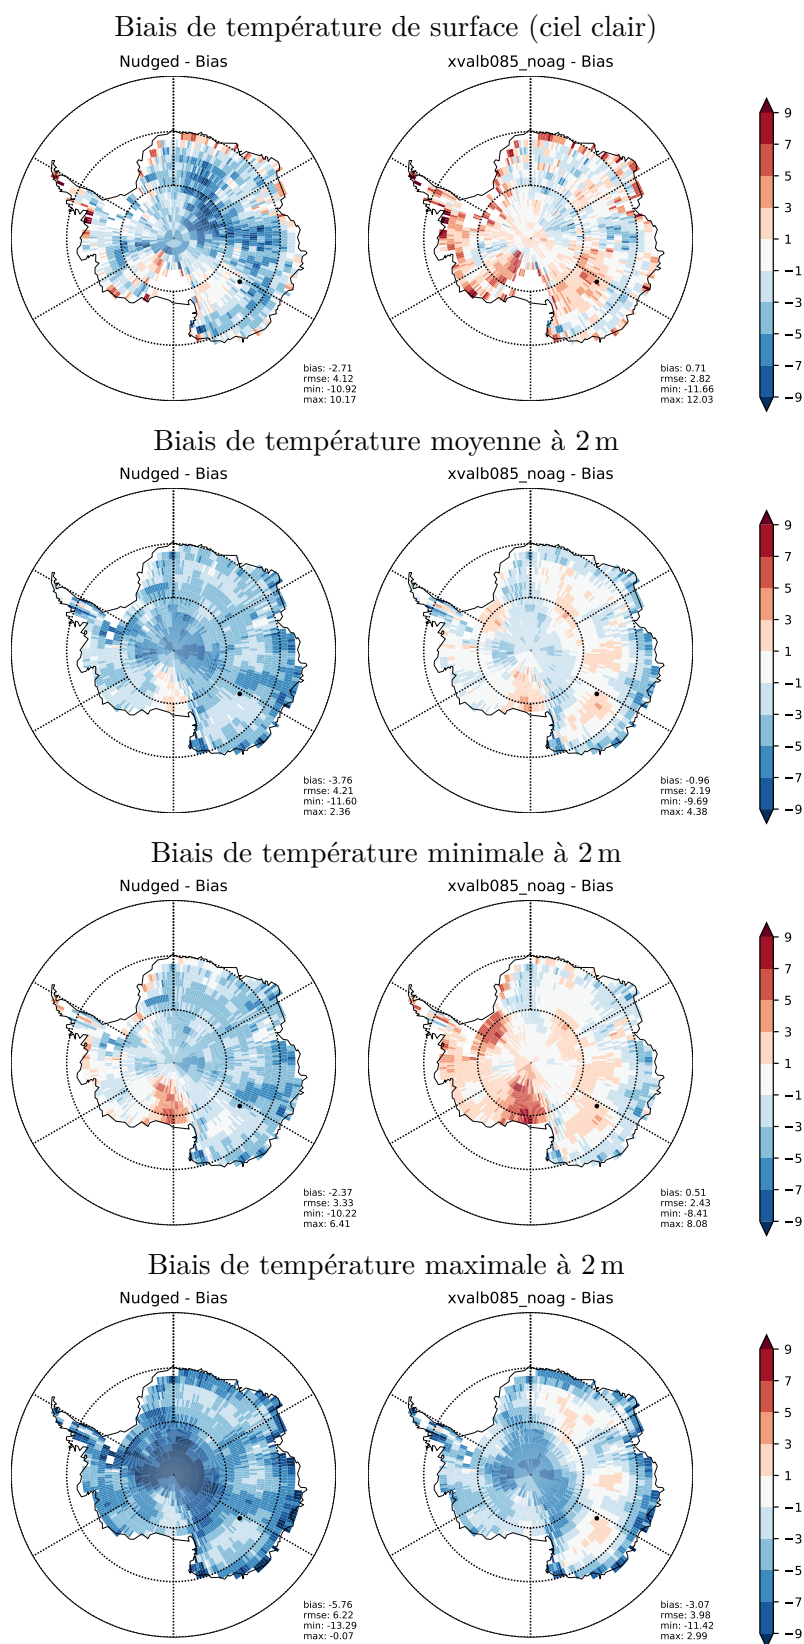 Biais de température de surface (ciel clair)
Nudged - Bias
xvalb085_noag - Bias
9
7
5
3
1
−1
−3
−5
−7
−9
bias: -2.71
rmse: 4.12
min: -10.92
max: 10.17
bias: 0.71
rmse: 2.82
min: -11.66
max: 12.03
Biais de température moyenne à 2 m
Nudged - Bias
xvalb085_noag - Bias
9
7
5
3
1
−1
−3
−5
−7
−9
bias: -3.76
rmse: 4.21
min: -11.60
max: 2.36
bias: -0.96
rmse: 2.19
min: -9.69
max: 4.38
Biais de température minimale à 2 m
Nudged - Bias
xvalb085_noag - Bias
9
7
5
3
1
−1
−3
−5
−7
−9
bias: -2.37
rmse: 3.33
min: -10.22
max: 6.41
bias: 0.51
rmse: 2.43
min: -8.41
max: 8.08
Biais de température maximale à 2 m
Nudged - Bias
xvalb085_noag - Bias
9
7
5
3
1
−1
−3
−5
−7
−9
bias: -5.76
rmse: 6.22
min: -13.29
max: -0.07
bias: -3.07
rmse: 3.98
min: -11.42
max: 2.99